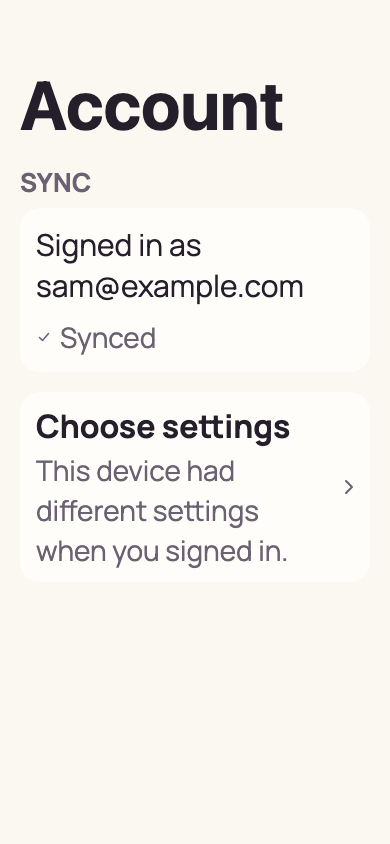 Account
SYNC
Signed in as
sam@example.com
Synced
Choose settings
This device had
different settings
when you signed in.